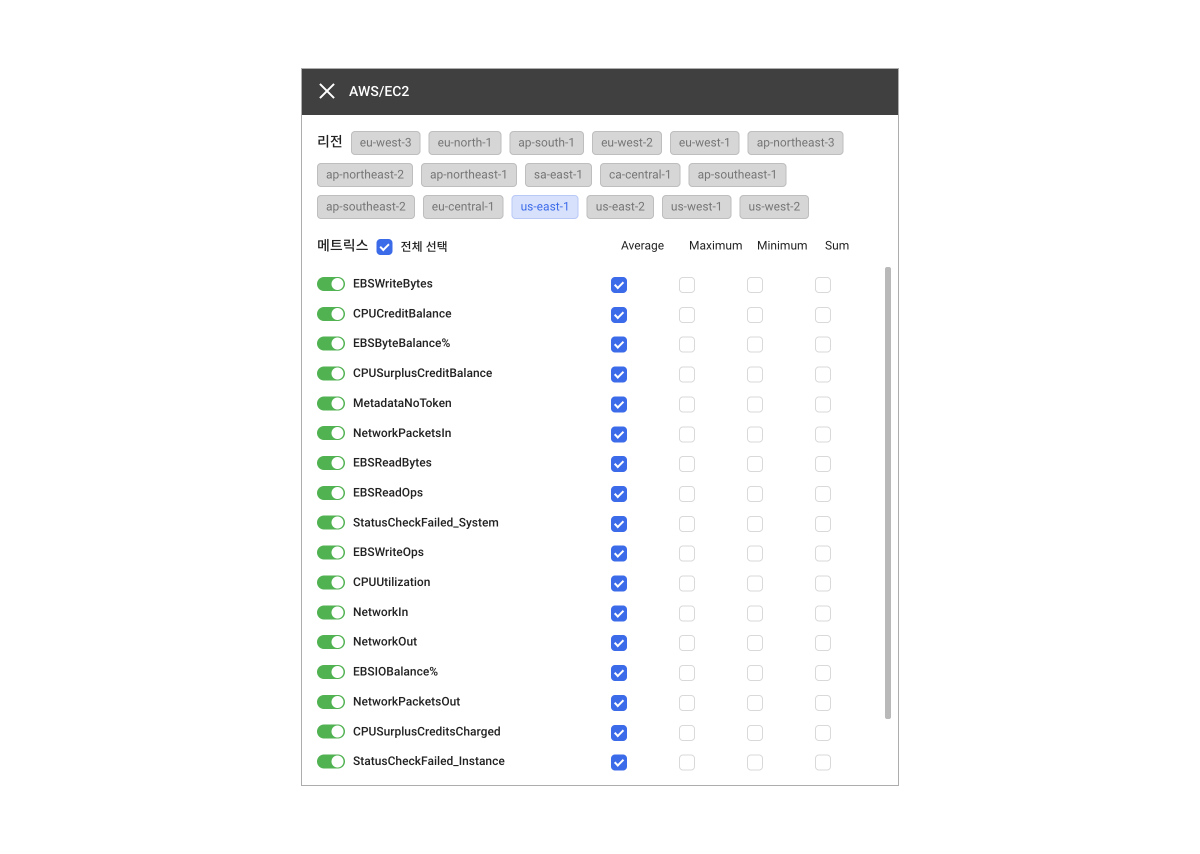 AWS/EC2
리전 eu-west-3 eu-north-1 ap-south-1 eu-west-2 eu-west-1 ap-northeast-3
ap-northeast-2 ap-northeast-1 sa-east-1 ca-central-1 ap-southeast-1
ap-southeast-2 eu-central-1 us-east-1 us-east-2 us-west-1 us-west-2
메트릭스 전체 선택 Average Maximum Minimum Sum
EBSWriteBytes
CPUCreditBalance
EBSByteBalance%
CPUSurplusCreditBalance
MetadataNoToken
NetworkPacketsIn
EBSReadBytes
EBSReadOps
StatusCheckFailed_System
EBSWriteOps
CPUUtilization
NetworkIn
NetworkOut
EBSIOBalance%
NetworkPacketsOut
CPUSurplusCreditsCharged
StatusCheckFailed_Instance